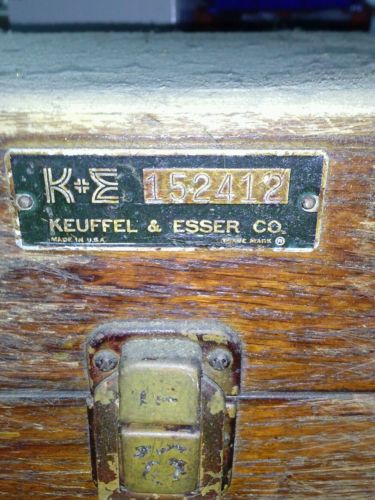 K+E 152412
KEUFFEL & ESSER CO.
MADE IN U.S.A. TRADE MARK ®